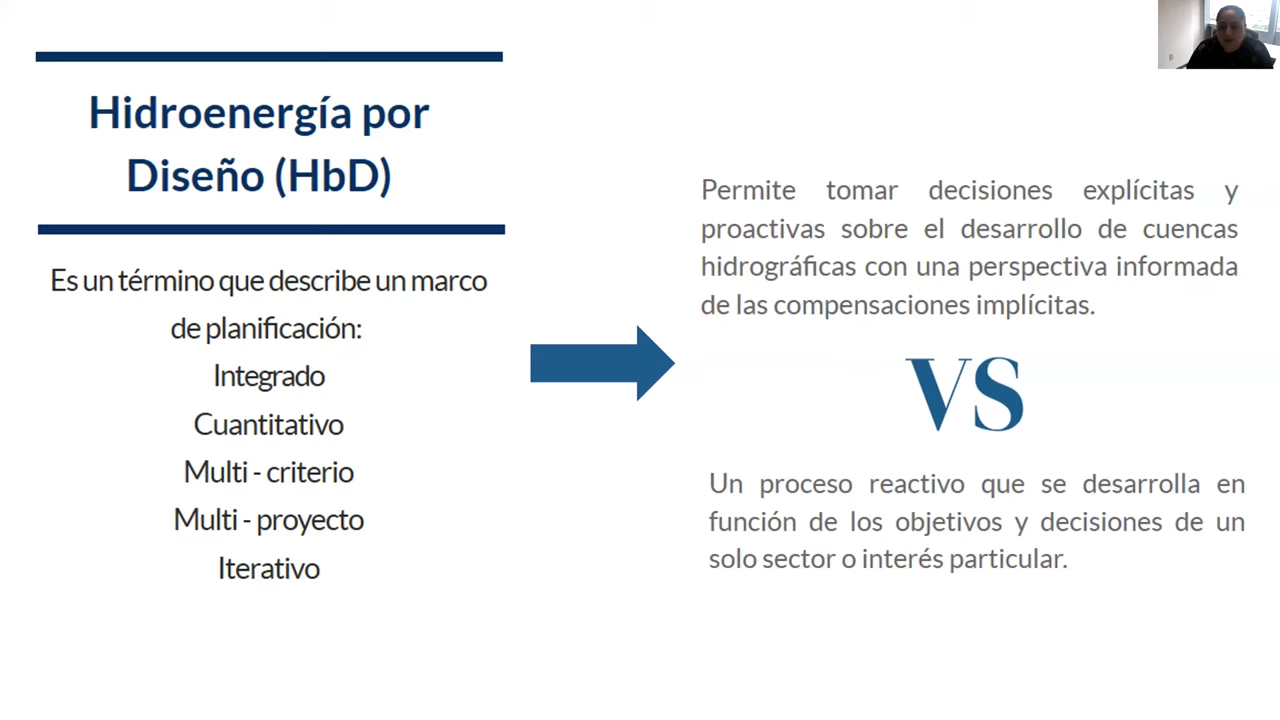 Hidroenergía por
Diseño (HbD)
Es un término que describe un marco
de planificación:
Integrado
Cuantitativo
Multi - criterio
Multi - proyecto
Iterativo
Permite tomar decisiones explícitas y
proactivas sobre el desarrollo de cuencas
hidrográficas con una perspectiva informada
de las compensaciones implícitas.
VS
Un proceso reactivo que se desarrolla en
función de los objetivos y decisiones de un
solo sector o interés particular.